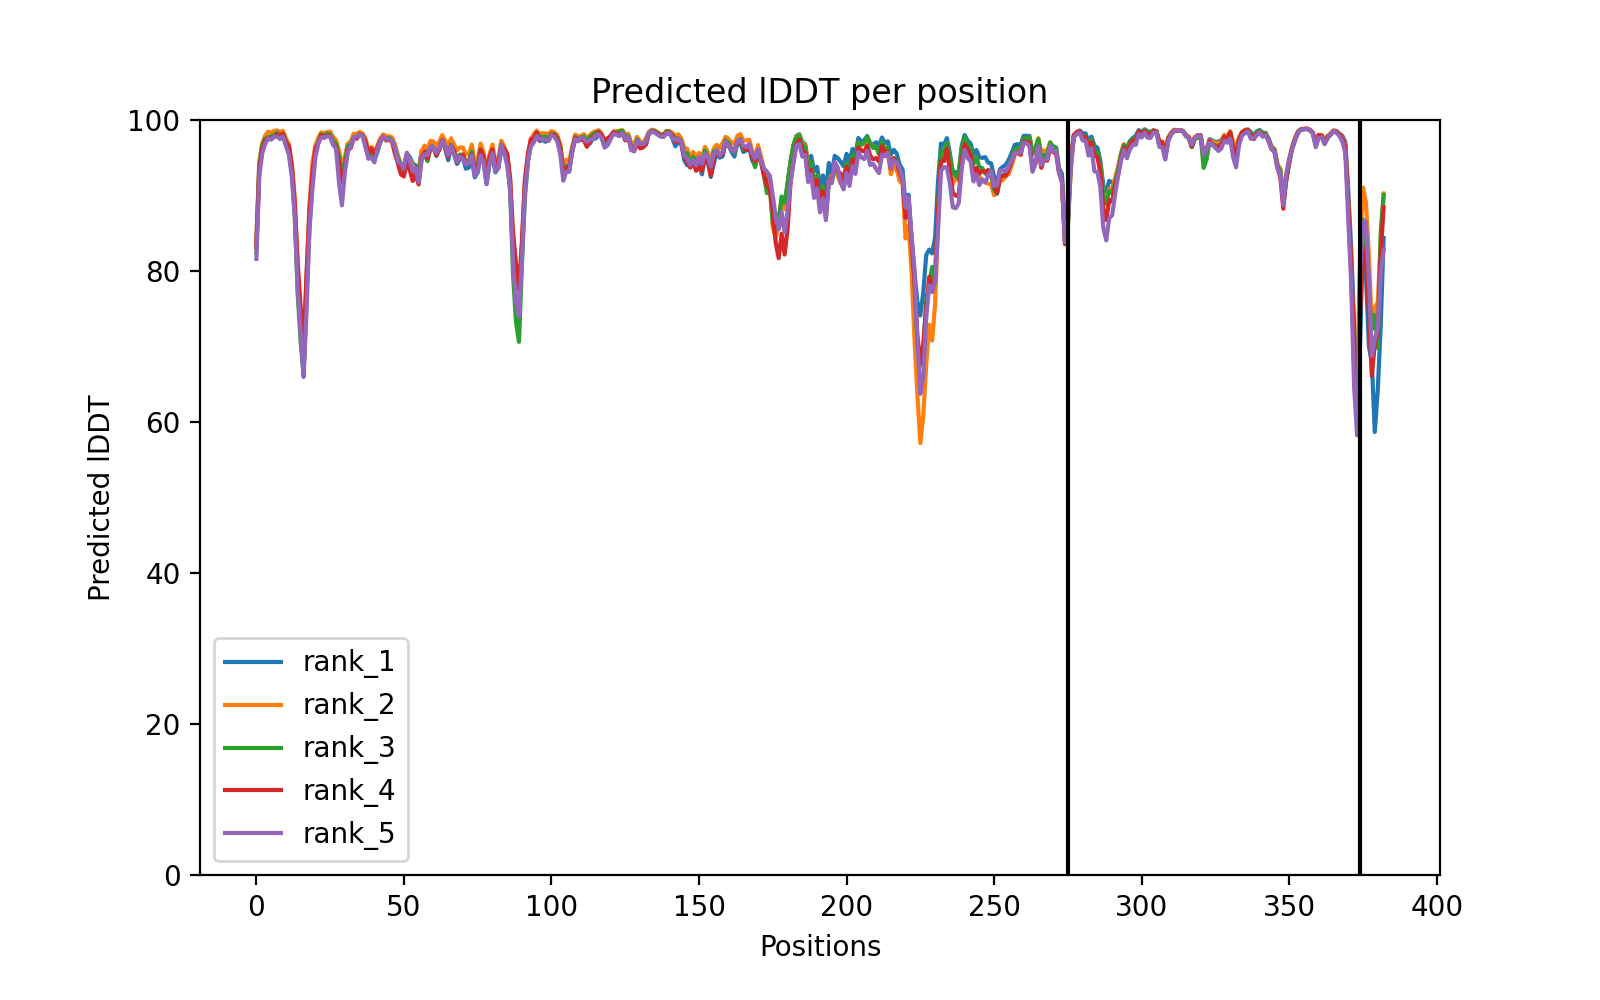 Predicted lDDT per position
100
80
60
40
20
0
Predicted lDDT
rank_1
rank_2
rank_3
rank_4
rank_5
0 50 100 150 200 250 300 350 400
Positions